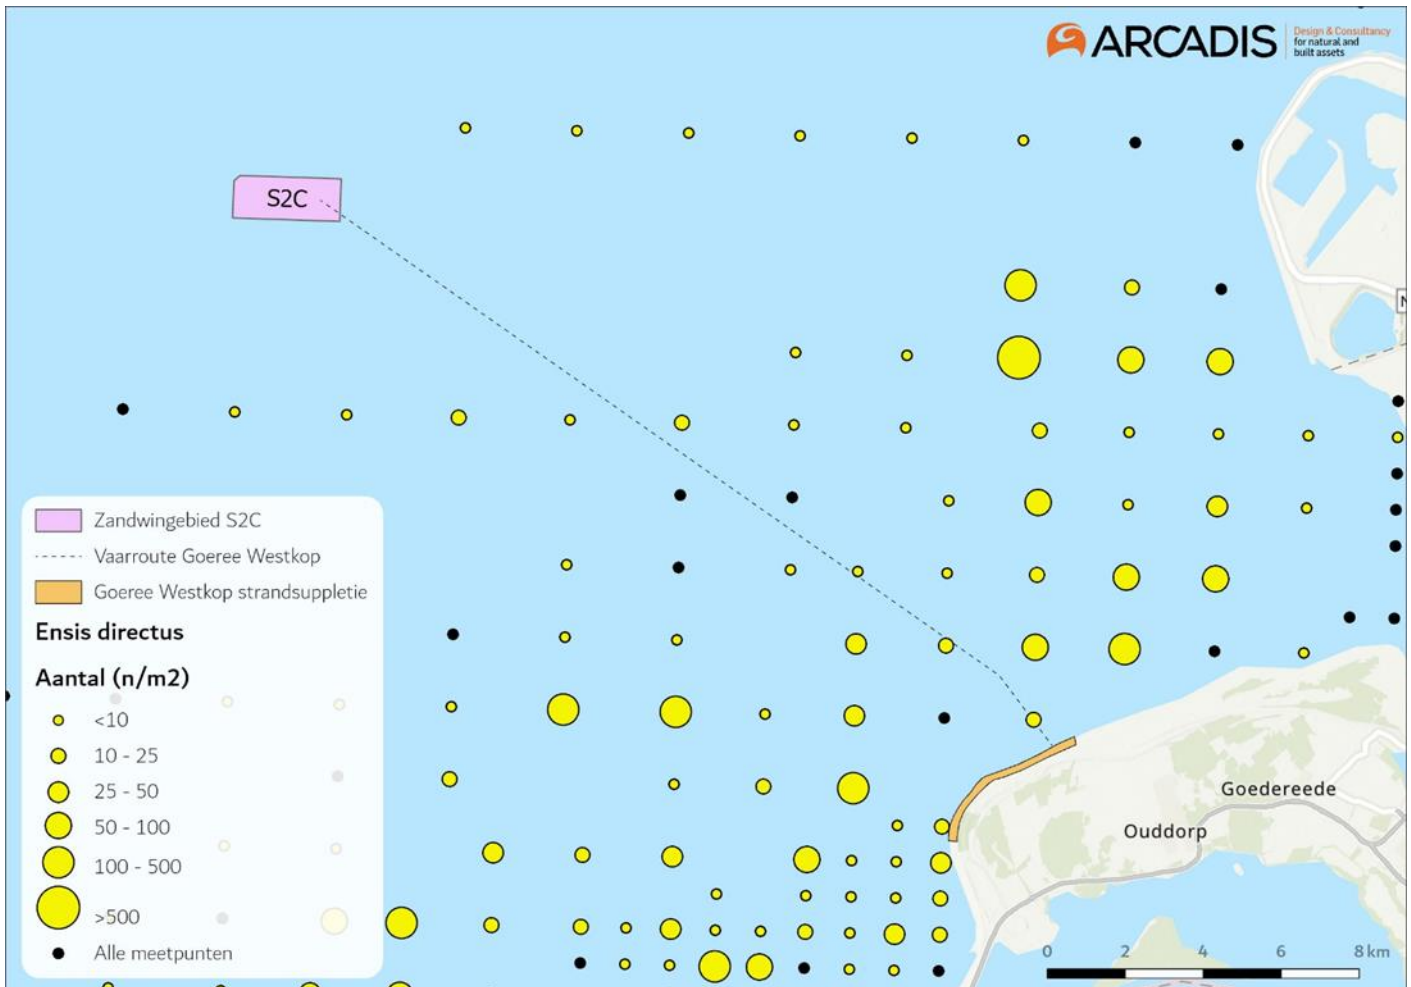 ARCADIS
Design & Consultancy
for natural and
built assets
S2C
N
Zandwingebied S2C
Vaarroute Goeree Westkop
Goeree Westkop strandsuppletie
Ensis directus
Aantal (n/m2)
<10
10 - 25
25 - 50
50 - 100
100 - 500
>500
Alle meetpunten
Goedereede
Ouddorp
0 2 4 6 8 km